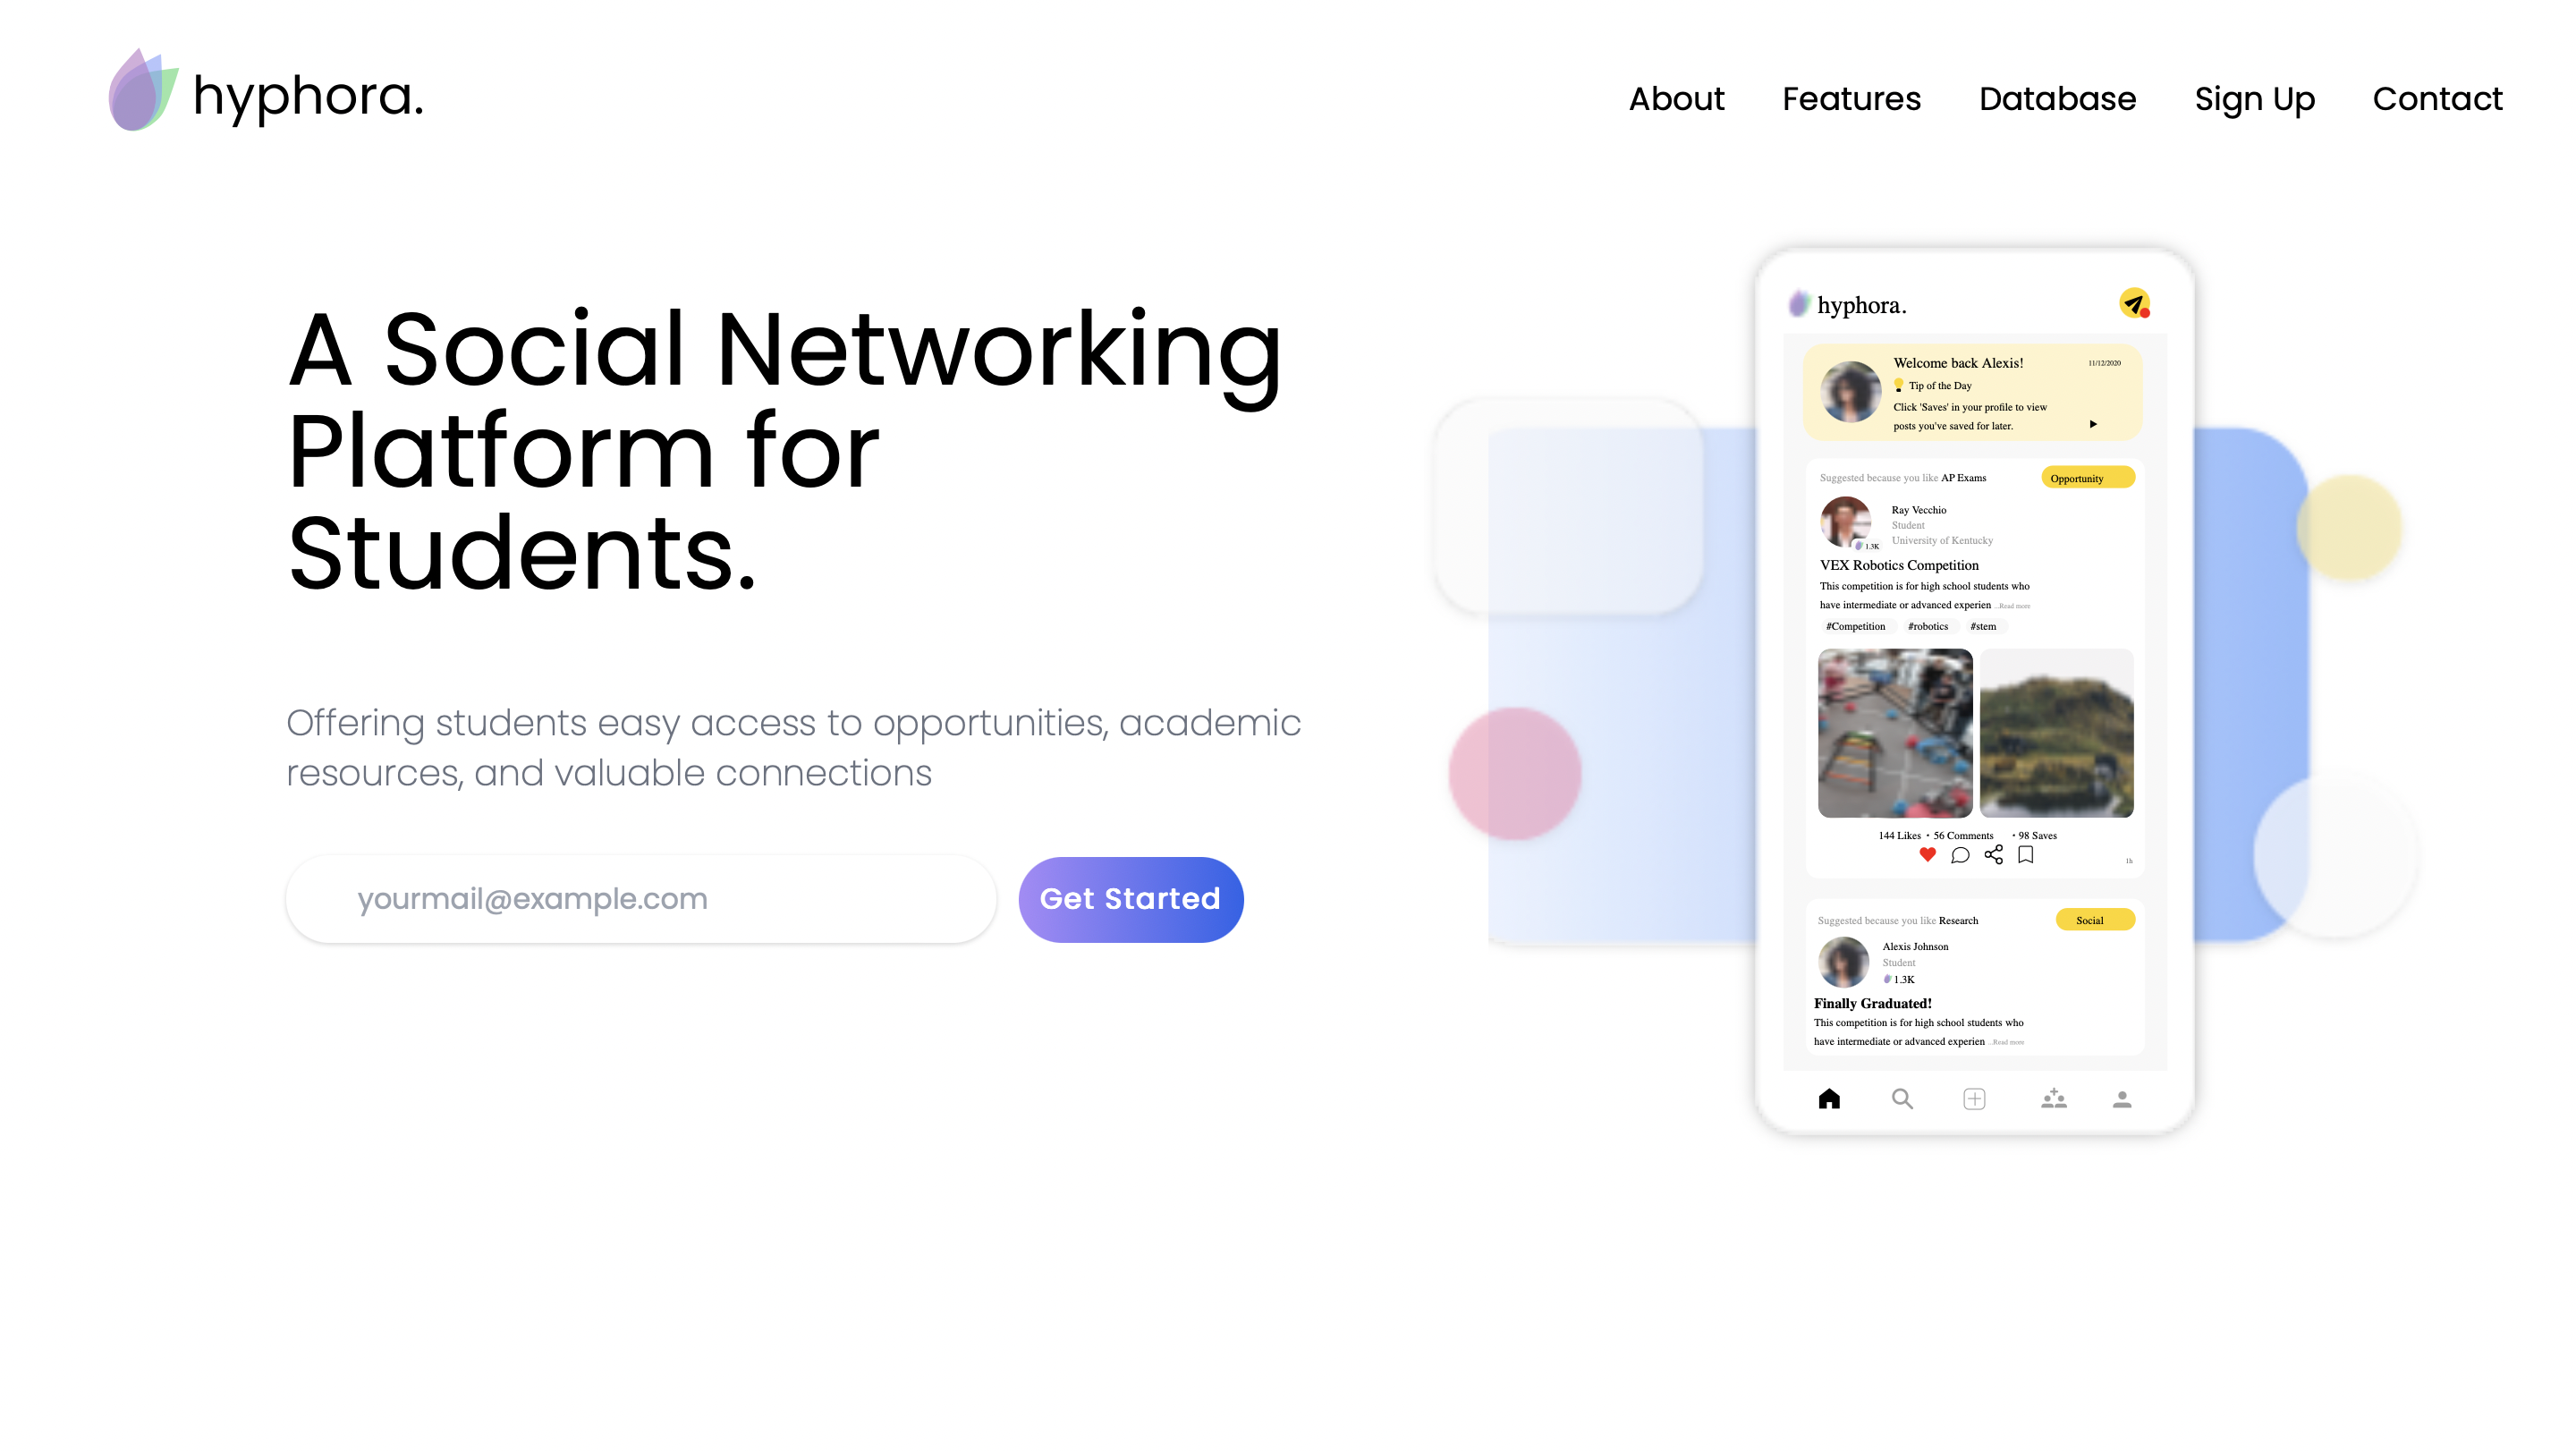 hyphora.
About Features Database Sign Up Contact
A Social Networking
Platform for
Students.
Offering students easy access to opportunities, academic
resources, and valuable connections
yourmail@example.com
Get Started
hyphora.
Welcome back Alexis!
11/12/2020
Tip of the Day
Click 'Saves' in your profile to view
posts you've saved for later.
Suggested because you like AP Exams
Opportunity
Ray Vecchio
Student
University of Kentucky
1.3K
VEX Robotics Competition
This competition is for high school students who
have intermediate or advanced experien ...Read more
#Competition #robotics #stem
144 Likes • 56 Comments • 98 Saves
1h
Suggested because you like Research
Social
Alexis Johnson
Student
1.3K
Finally Graduated!
This competition is for high school students who
have intermediate or advanced experien ...Read more